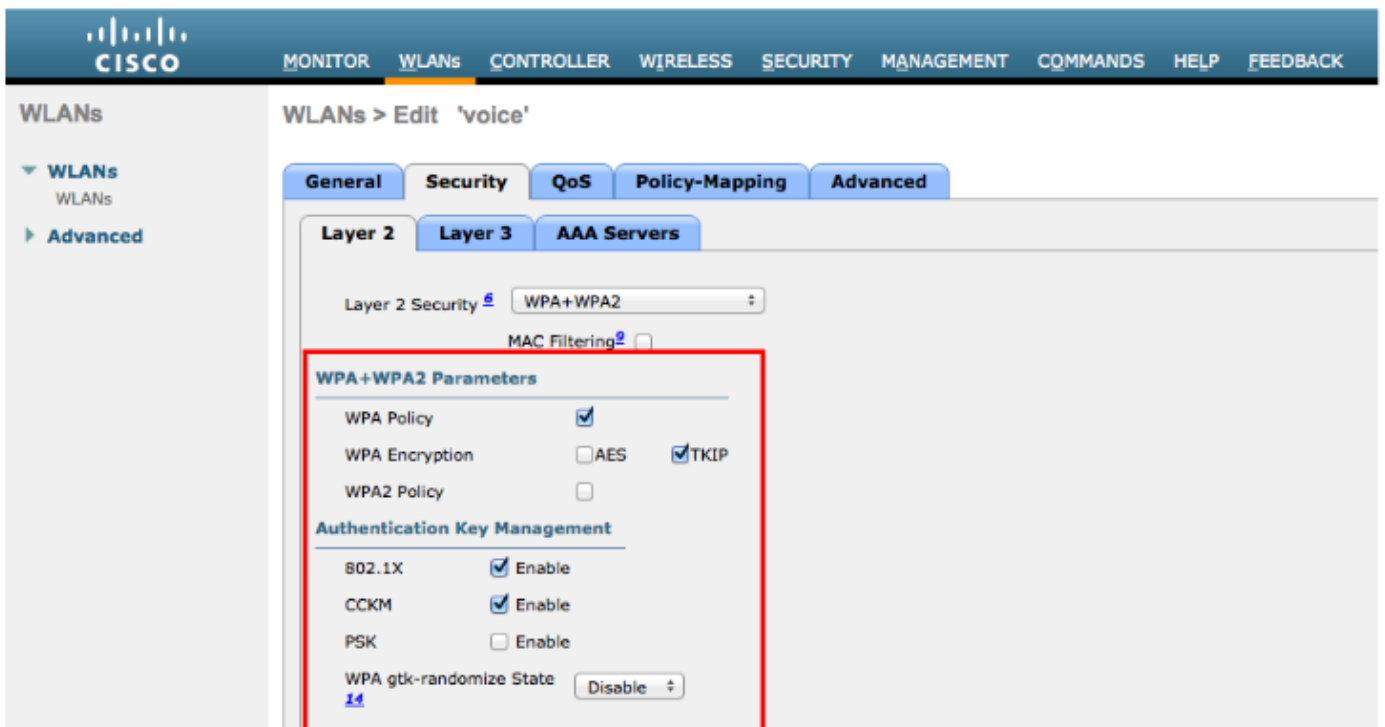 CISCO
MONITOR WLANs CONTROLLER WIRELESS SECURITY MANAGEMENT COMMANDS HELP FEEDBACK
WLANs
WLANs > Edit 'voice'
WLANs
WLANs
Advanced
General Security QoS Policy-Mapping Advanced
Layer 2 Layer 3 AAA Servers
Layer 2 Security 6 WPA+WPA2
MAC Filtering 9
WPA+WPA2 Parameters
WPA Policy
WPA Encryption AES TKIP
WPA2 Policy
Authentication Key Management
802.1X Enable
CCKM Enable
PSK Enable
WPA gtk-randomize State Disable
14